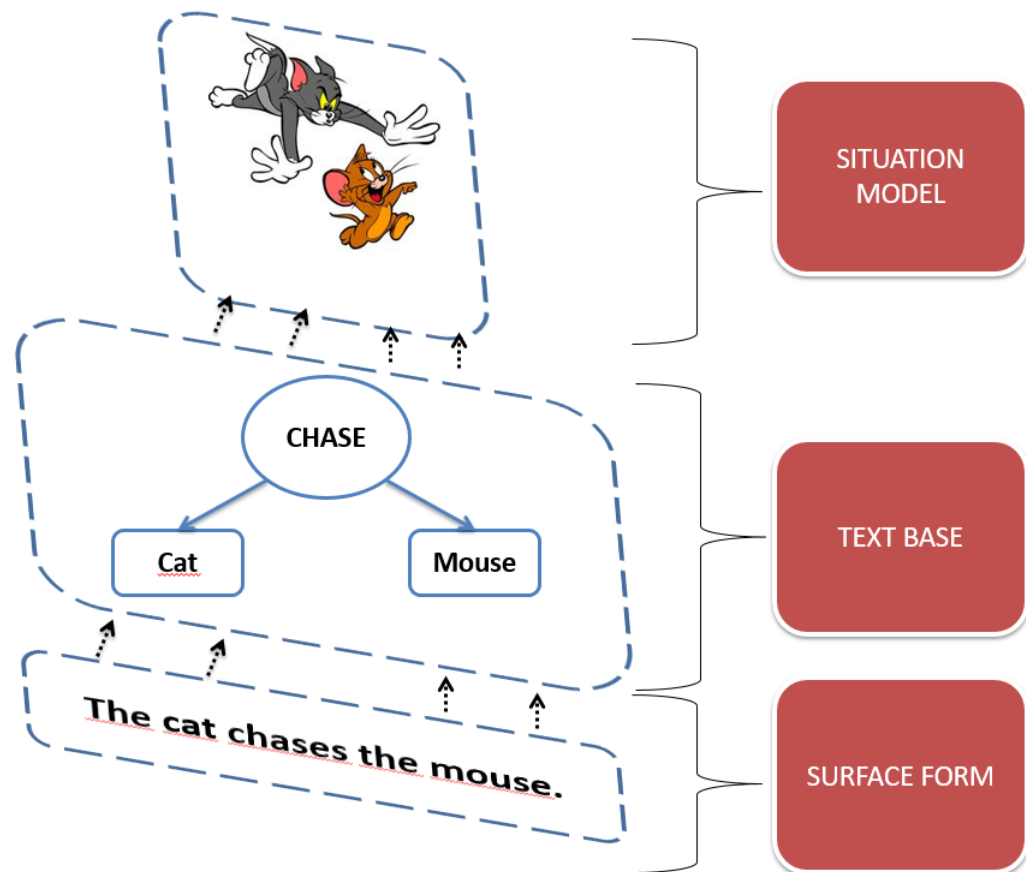 SITUATION
MODEL
CHASE
Cat
Mouse
TEXT BASE
The cat chases the mouse.
SURFACE FORM